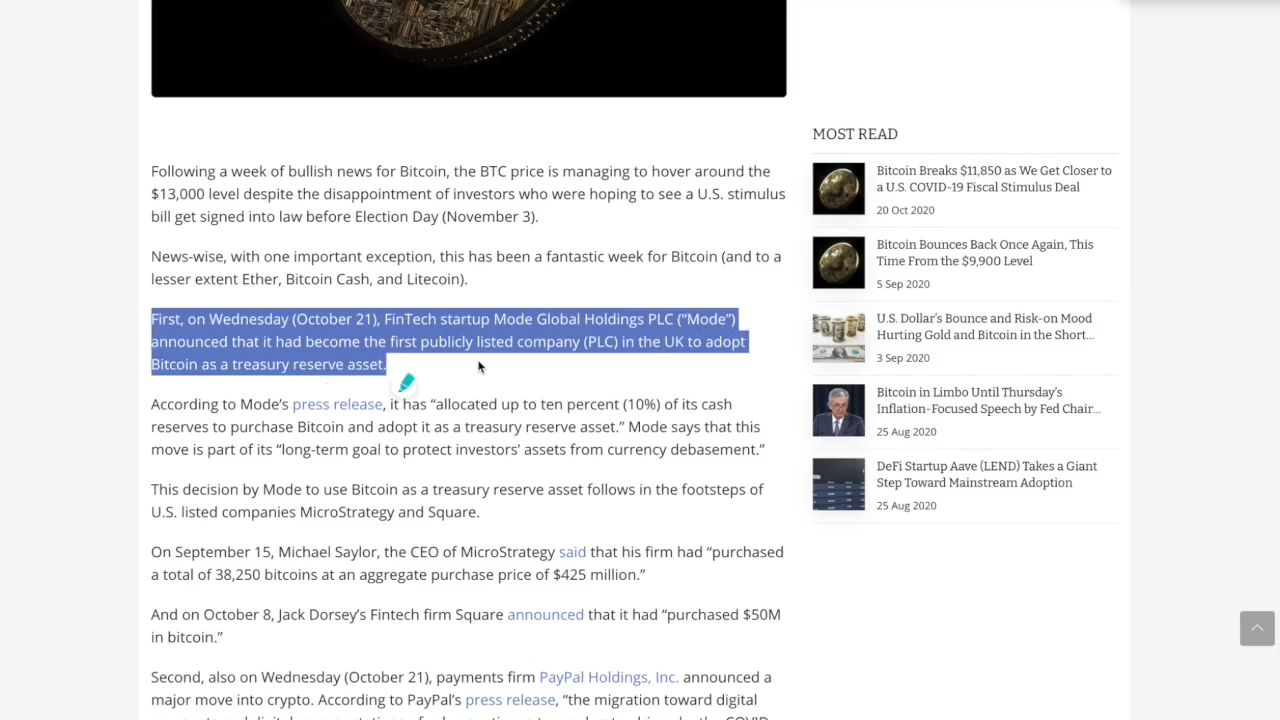 Following a week of bullish news for Bitcoin, the BTC price is managing to hover around the
$13,000 level despite the disappointment of investors who were hoping to see a U.S. stimulus
bill get signed into law before Election Day (November 3).
News-wise, with one important exception, this has been a fantastic week for Bitcoin (and to a
lesser extent Ether, Bitcoin Cash, and Litecoin).
First, on Wednesday (October 21), FinTech startup Mode Global Holdings PLC (“Mode”)
announced that it had become the first publicly listed company (PLC) in the UK to adopt
Bitcoin as a treasury reserve asset.
According to Mode’s press release, it has “allocated up to ten percent (10%) of its cash
reserves to purchase Bitcoin and adopt it as a treasury reserve asset.” Mode says that this
move is part of its “long-term goal to protect investors’ assets from currency debasement.”
This decision by Mode to use Bitcoin as a treasury reserve asset follows in the footsteps of
U.S. listed companies MicroStrategy and Square.
On September 15, Michael Saylor, the CEO of MicroStrategy said that his firm had “purchased
a total of 38,250 bitcoins at an aggregate purchase price of $425 million.”
And on October 8, Jack Dorsey’s Fintech firm Square announced that it had “purchased $50M
in bitcoin.”
Second, also on Wednesday (October 21), payments firm PayPal Holdings, Inc. announced a
major move into crypto. According to PayPal’s press release, “the migration toward digital
MOST READ
Bitcoin Breaks $11,850 as We Get Closer to
a U.S. COVID-19 Fiscal Stimulus Deal
20 Oct 2020
Bitcoin Bounces Back Once Again, This
Time From the $9,900 Level
5 Sep 2020
U.S. Dollar’s Bounce and Risk-on Mood
Hurting Gold and Bitcoin in the Short...
3 Sep 2020
Bitcoin in Limbo Until Thursday’s
Inflation-Focused Speech by Fed Chair...
25 Aug 2020
DeFi Startup Aave (LEND) Takes a Giant
Step Toward Mainstream Adoption
25 Aug 2020